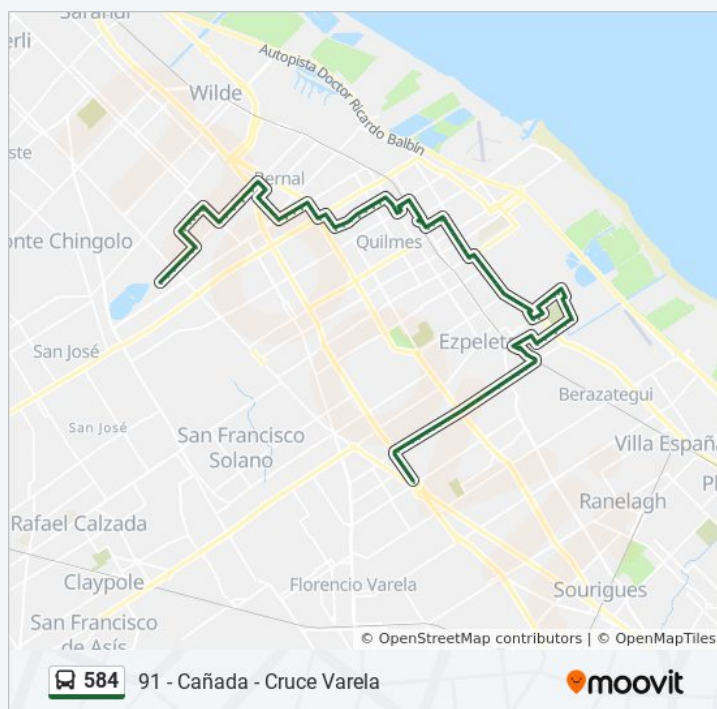 Sarandí
erli
Autopista Doctor Ricardo Balbín
Wilde
ste
Bernal
onte Chingolo
Quilmes
San José
Ezpelet
Berazategui
San José
San Francisco
Solano
Villa España
Pl
Ranelagh
Rafael Calzada
Claypole
Florencio Varela
Sourigues
San Francisco
de Asís
© OpenStreetMap contributors | © OpenMapTiles
584
91 - Cañada - Cruce Varela
moovit